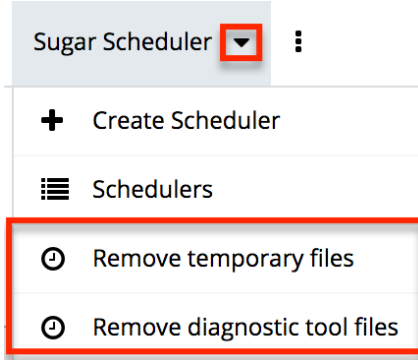 Sugar Scheduler
Create Scheduler
Schedulers
Remove temporary files
Remove diagnostic tool files